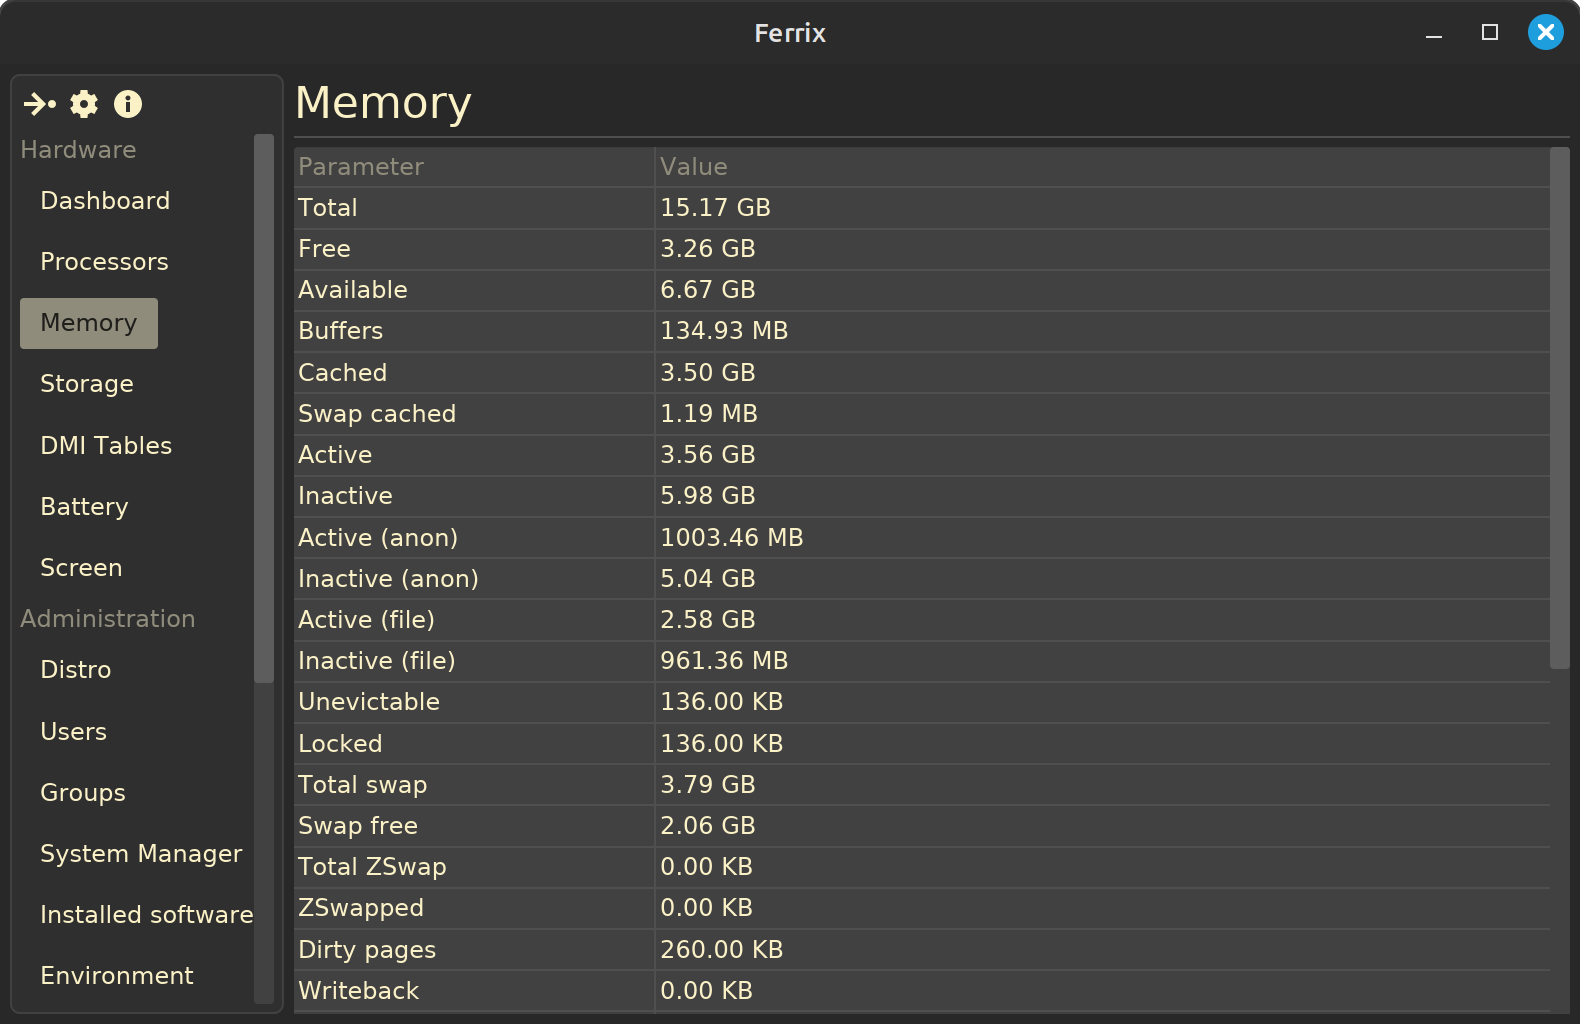 Ferrix
Hardware
Dashboard
Processors
Memory
Storage
DMI Tables
Battery
Screen
Administration
Distro
Users
Groups
System Manager
Installed software
Environment
Memory
Parameter Value
Total 15.17 GB
Free 3.26 GB
Available 6.67 GB
Buffers 134.93 MB
Cached 3.50 GB
Swap cached 1.19 MB
Active 3.56 GB
Inactive 5.98 GB
Active (anon) 1003.46 MB
Inactive (anon) 5.04 GB
Active (file) 2.58 GB
Inactive (file) 961.36 MB
Unevictable 136.00 KB
Locked 136.00 KB
Total swap 3.79 GB
Swap free 2.06 GB
Total ZSwap 0.00 KB
ZSwapped 0.00 KB
Dirty pages 260.00 KB
Writeback 0.00 KB